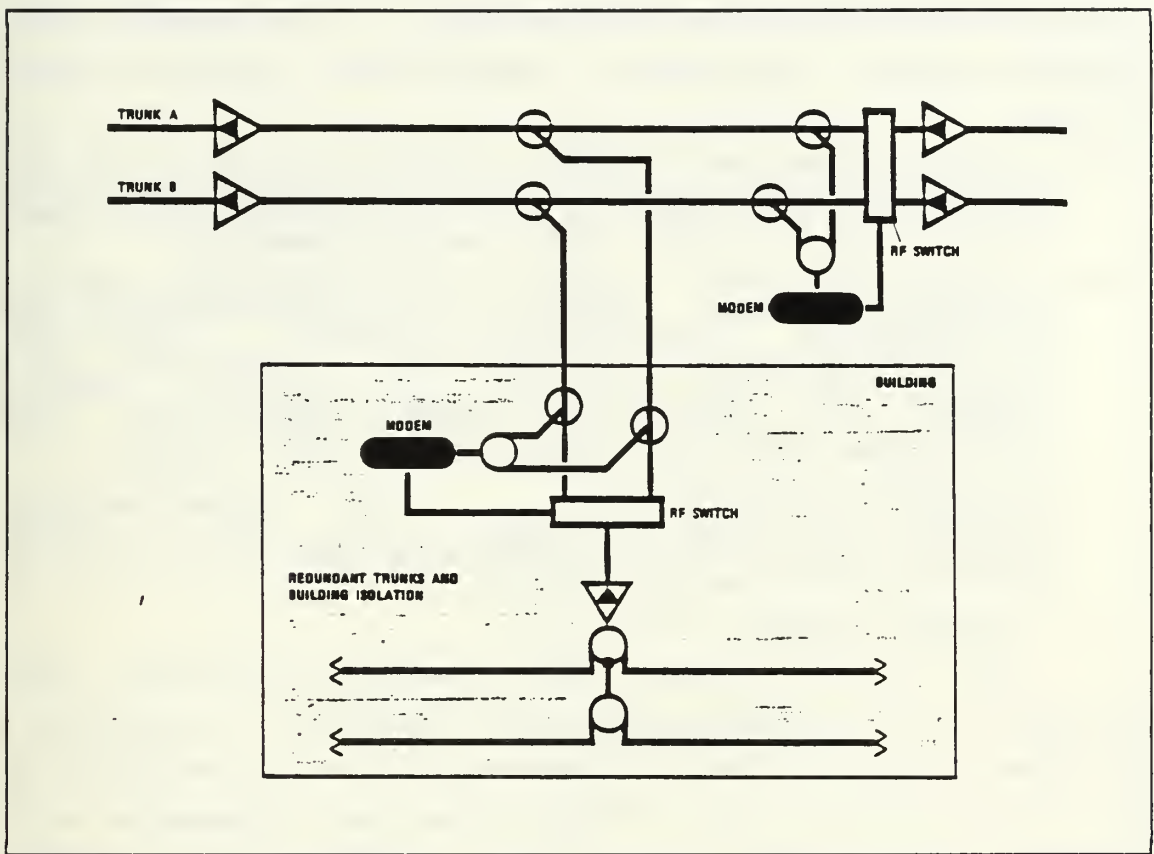 TRUNK A
TRUNK B
RF SWITCH
MODEM
BUILDING
MODEM
RF SWITCH
REDUNDANT TRUNKS AND
BUILDING ISOLATION